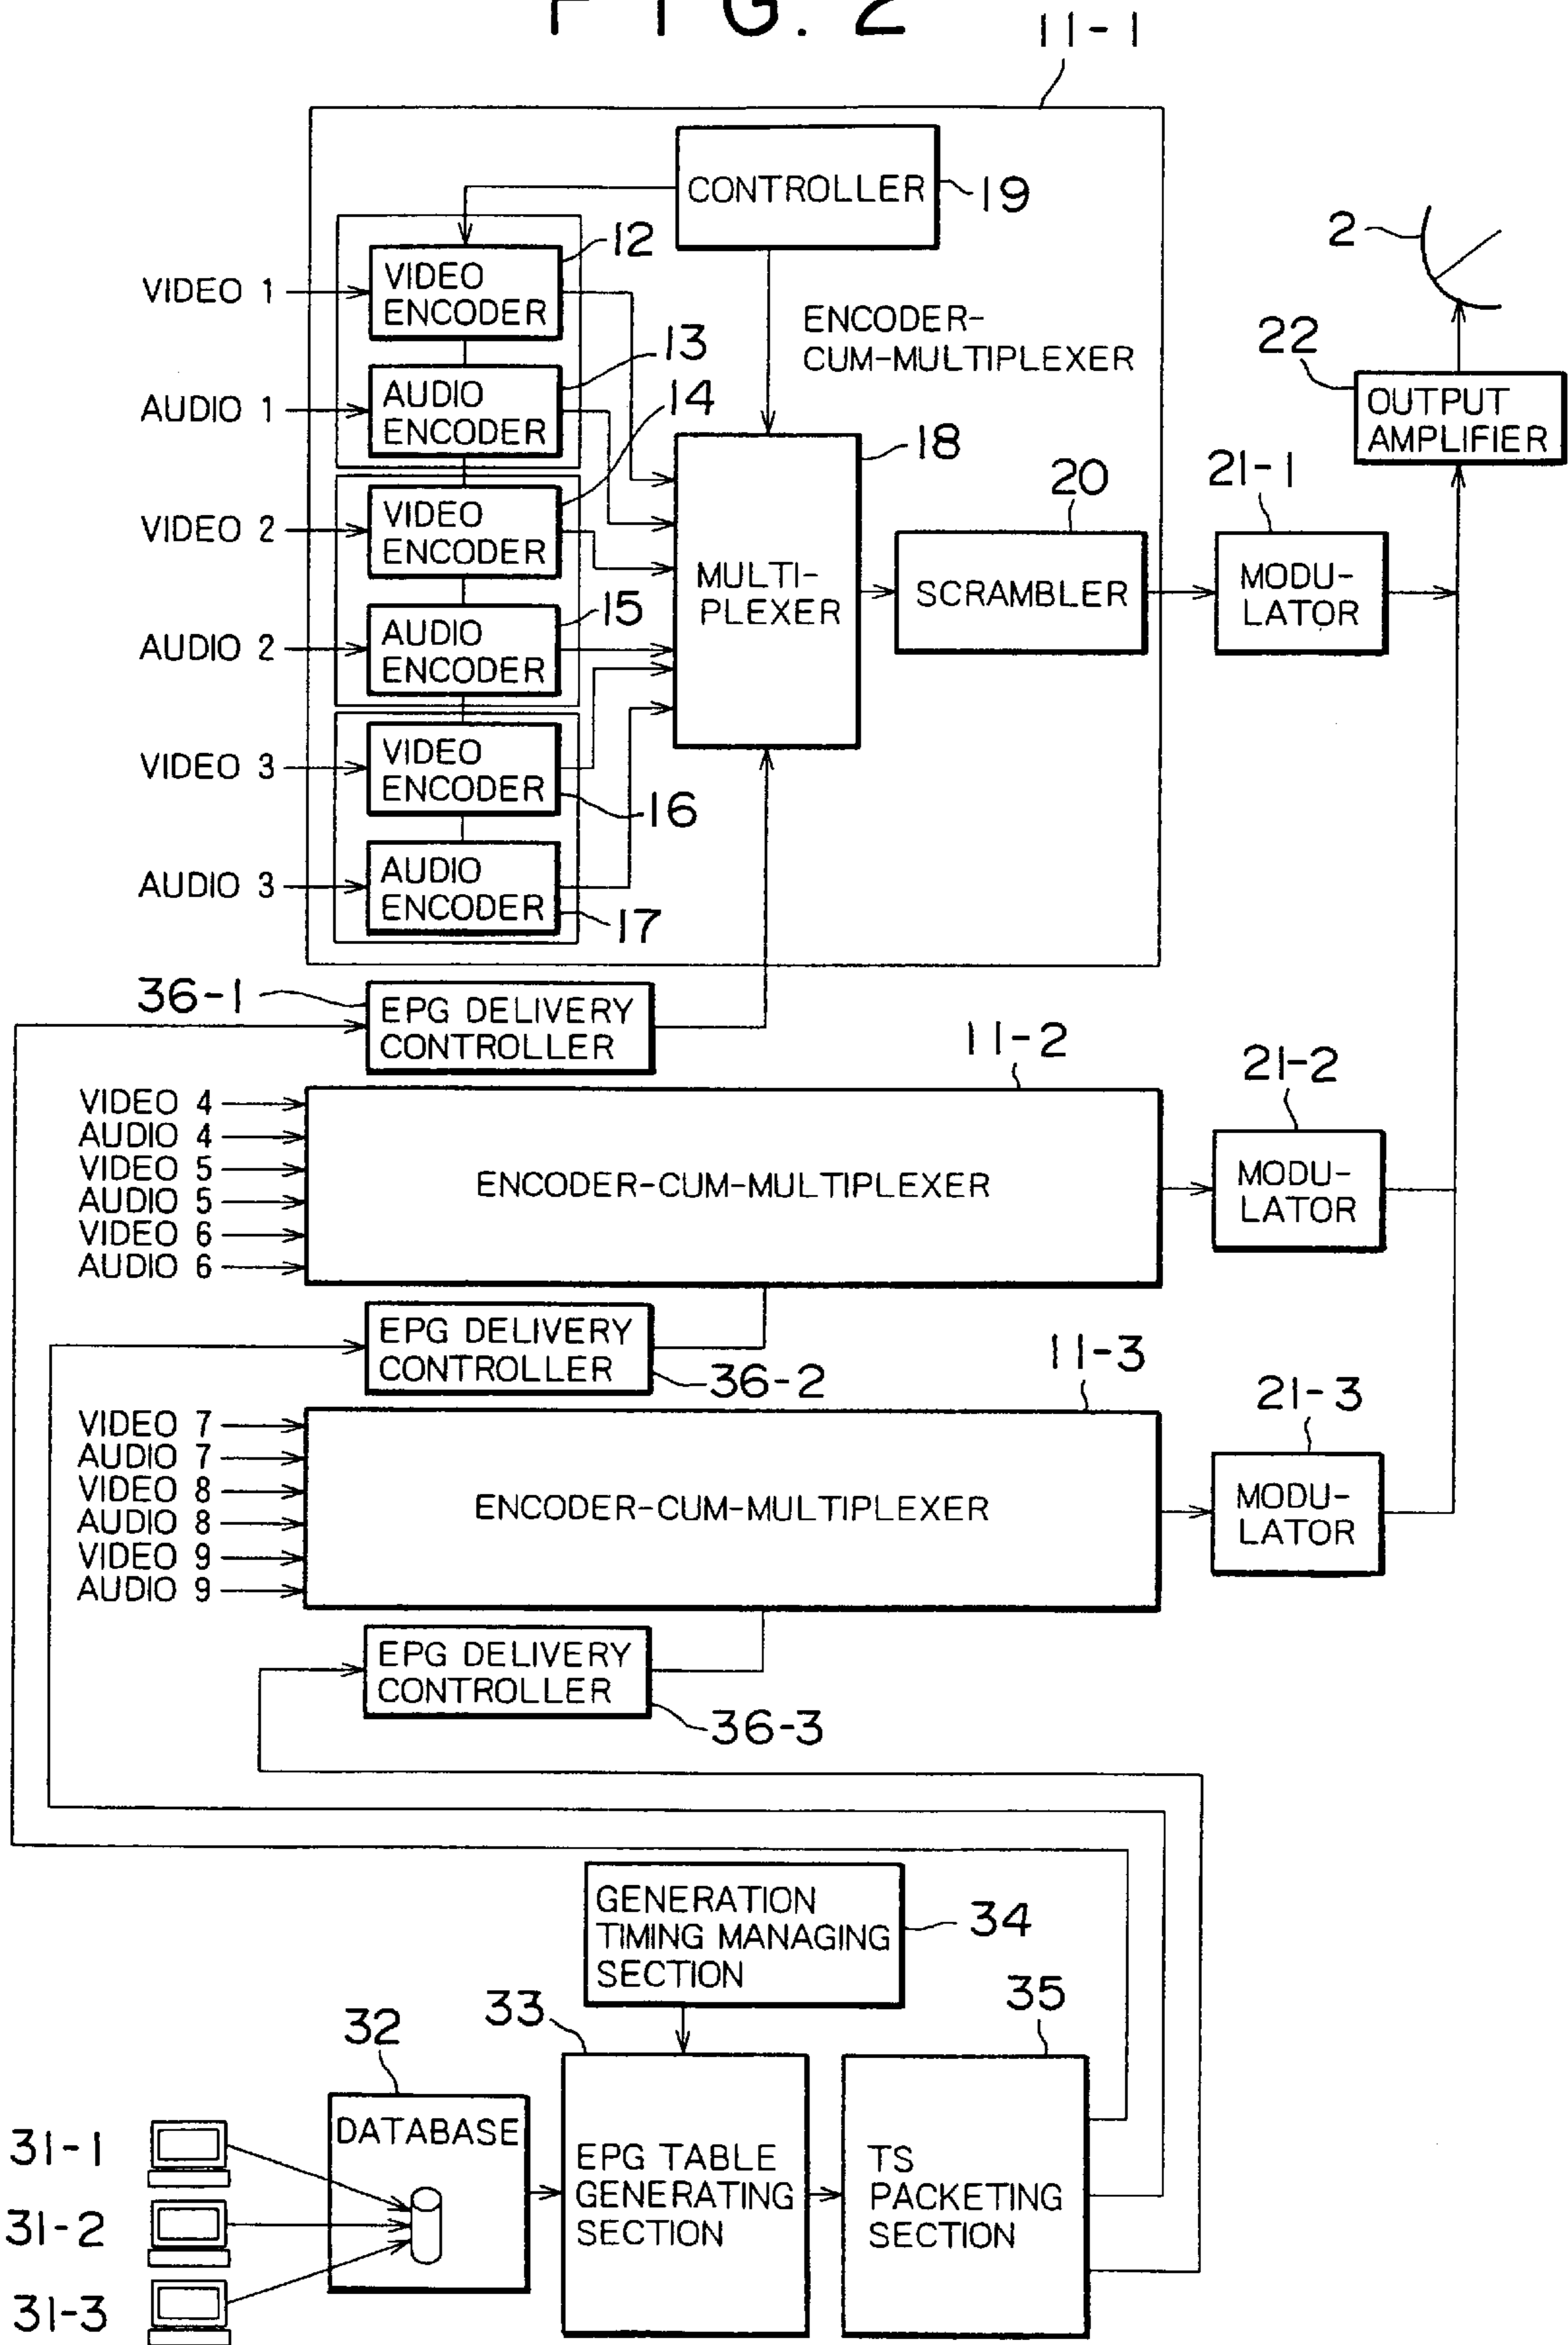 FIG. 2
11-1
CONTROLLER
19
12
VIDEO 1
VIDEO
ENCODER
ENCODER-
CUM-MULTIPLEXER
13
AUDIO 1
AUDIO
ENCODER
14
18
VIDEO 2
VIDEO
ENCODER
MULTI-
PLEXER
20
SCRAMBLER
21-1
MODU-
LATOR
2
22
OUTPUT
AMPLIFIER
15
AUDIO 2
AUDIO
ENCODER
VIDEO 3
VIDEO
ENCODER
16
AUDIO 3
AUDIO
ENCODER
17
36-1
EPG DELIVERY
CONTROLLER
11-2
21-2
VIDEO 4
AUDIO 4
VIDEO 5
AUDIO 5
VIDEO 6
AUDIO 6
ENCODER-CUM-MULTIPLEXER
MODU-
LATOR
EPG DELIVERY
CONTROLLER
36-2
11-3
21-3
VIDEO 7
AUDIO 7
VIDEO 8
AUDIO 8
VIDEO 9
AUDIO 9
ENCODER-CUM-MULTIPLEXER
MODU-
LATOR
EPG DELIVERY
CONTROLLER
36-3
GENERATION
TIMING MANAGING
SECTION
34
32
33
35
31-1
31-2
31-3
DATABASE
EPG TABLE
GENERATING
SECTION
TS
PACKETING
SECTION